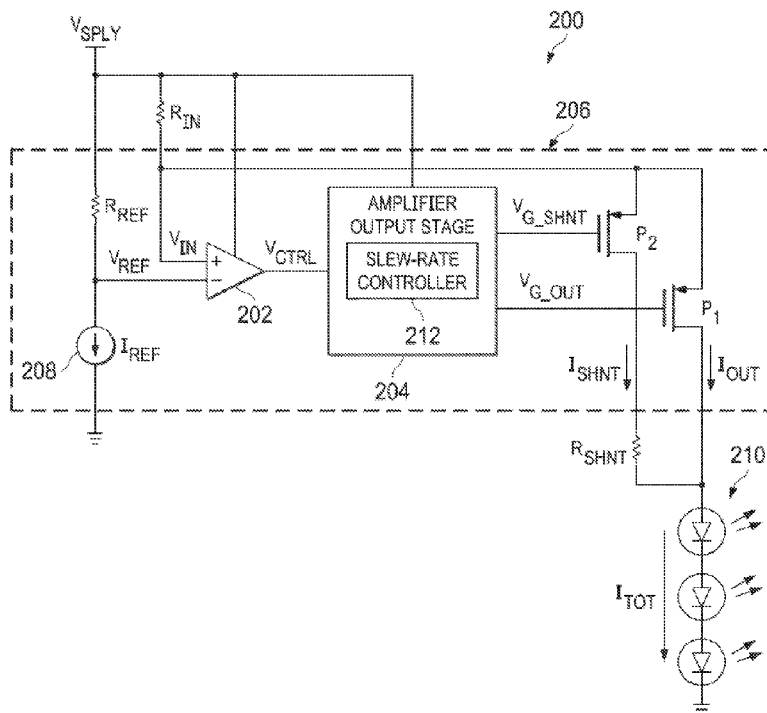 V_SPLY
200
R_IN
206
R_REF
AMPLIFIER
OUTPUT STAGE
V_G_SHNT
P_2
V_REF
V_IN
+
−
V_CTRL
SLEW-RATE
CONTROLLER
V_G_OUT
P_1
202
212
208
I_REF
204
I_SHNT
I_OUT
R_SHNT
210
I_TOT